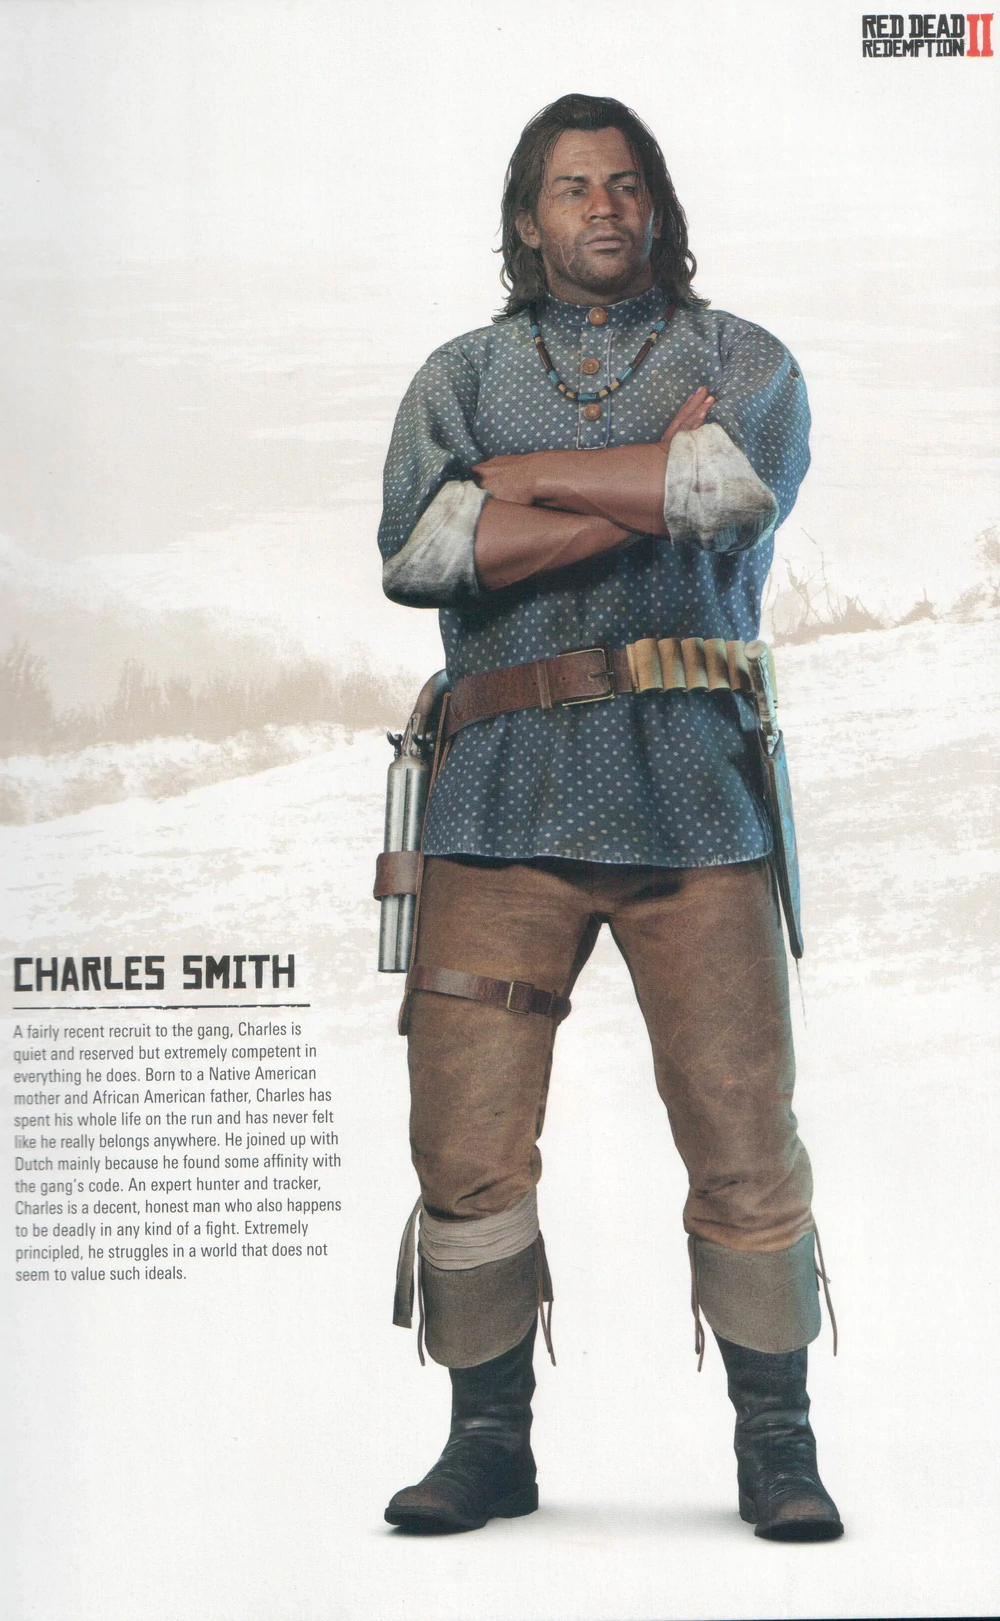 RED DEAD
REDEMPTION II
CHARLES SMITH
A fairly recent recruit to the gang, Charles is
quiet and reserved but extremely competent in
everything he does. Born to a Native American
mother and African American father, Charles has
spent his whole life on the run and has never felt
like he really belongs anywhere. He joined up with
Dutch mainly because he found some affinity with
the gang's code. An expert hunter and tracker,
Charles is a decent, honest man who also happens
to be deadly in any kind of a fight. Extremely
principled, he struggles in a world that does not
seem to value such ideals.